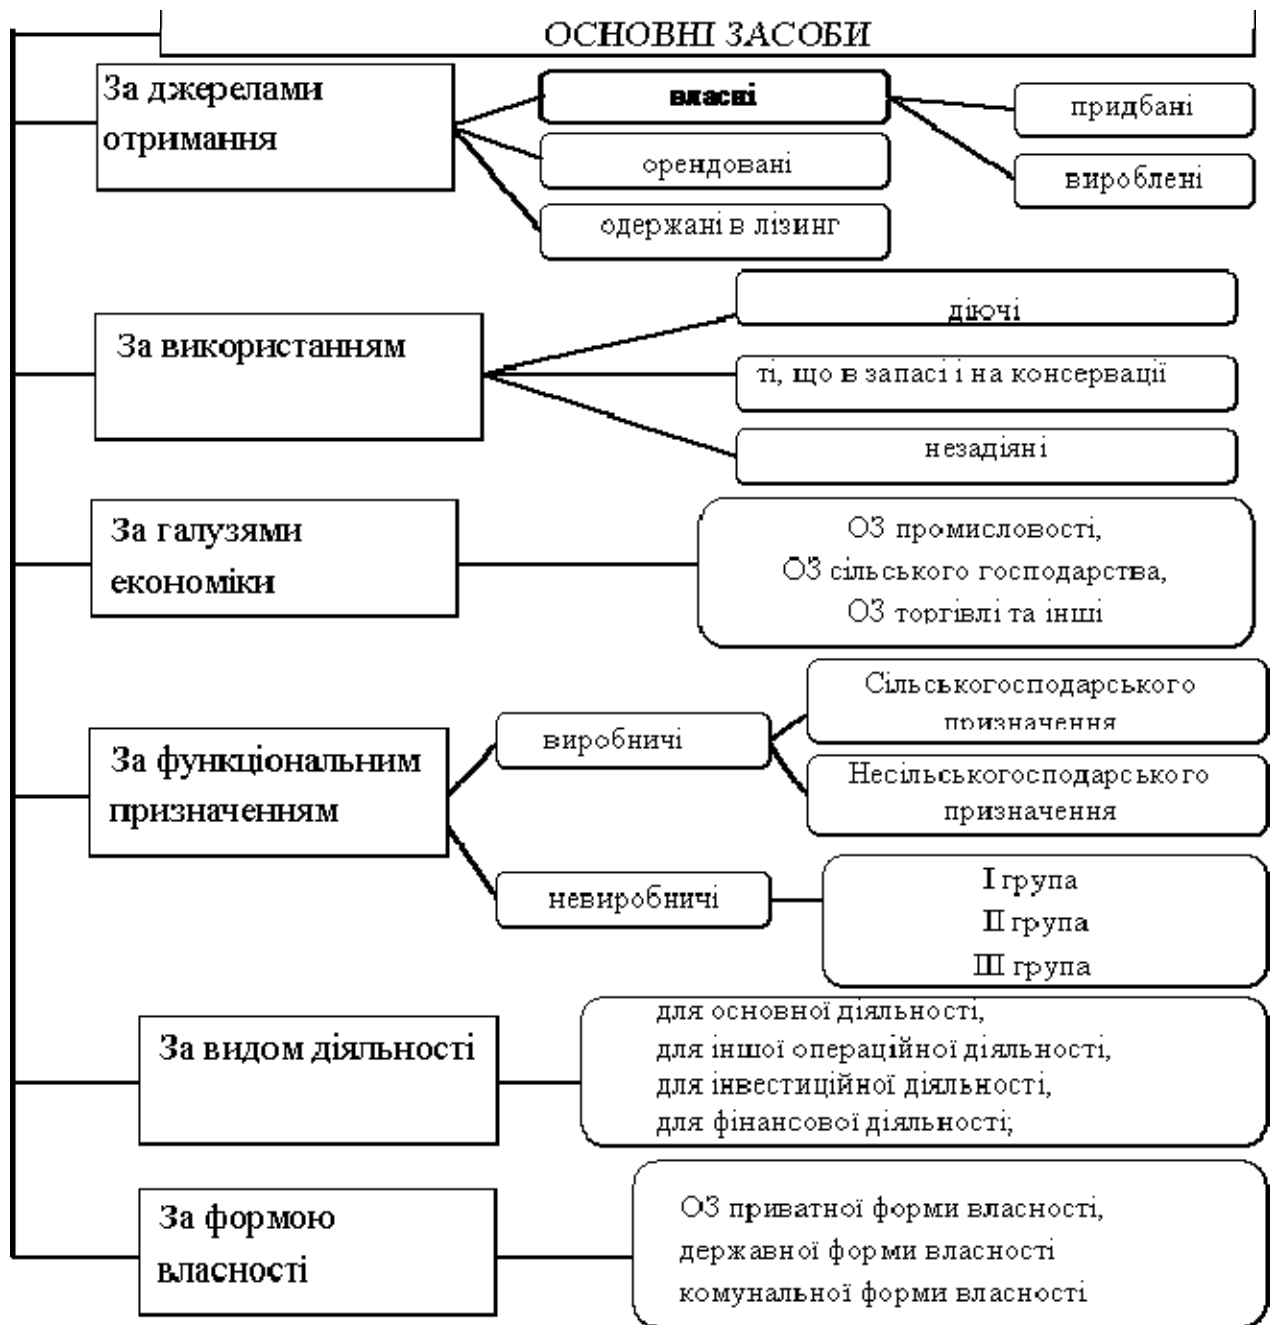 ОСНОВНІ ЗАСОБИ
За джерелами
отримання
власні
орендовані
одержані в лізинг
придбані
вироблені
За використанням
діючі
ті, що в запасі і на консервації
незадіяні
За галузями
економіки
ОЗ промисловості,
ОЗ сільського господарства,
ОЗ торгівлі та інші
За функціональним
призначенням
виробничі
Сільськогосподарського
призначення
Несільськогосподарського
призначення
невиробничі
I група
II група
III група
За видом діяльності
для основної діяльності,
для іншої операційної діяльності,
для інвестиційної діяльності,
для фінансової діяльності;
За формою
власності
ОЗ приватної форми власності,
державної форми власності
комунальної форми власності